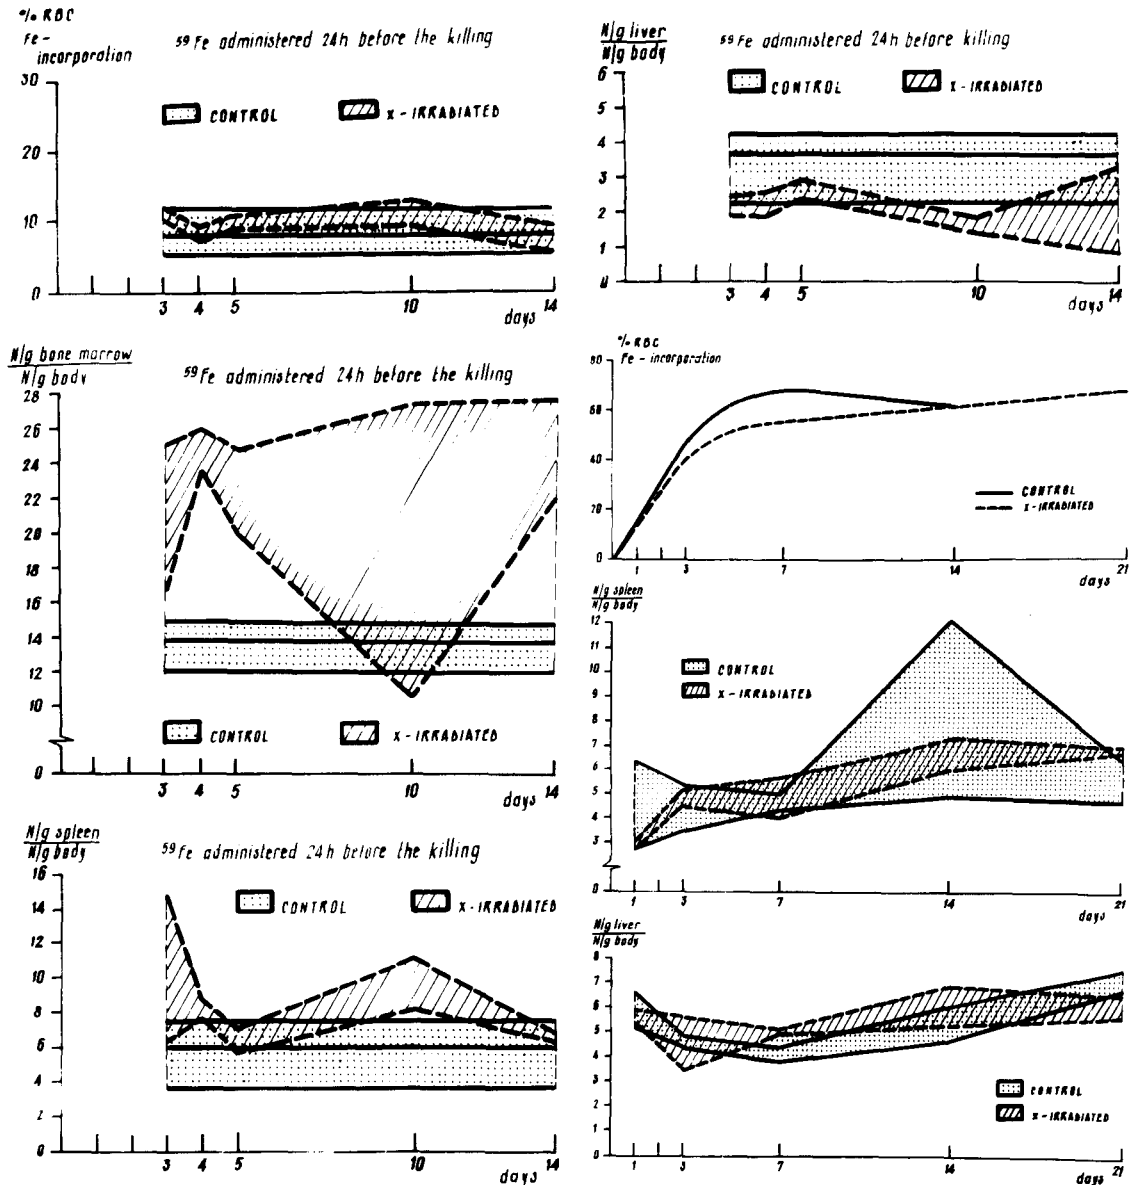 % RBC
Fe -
incorporation
⁵⁹Fe administered 24h before the killing
30
20
10
0
CONTROL
X-IRRADIATED
3 4 5 10 14
days
N/g liver
N/g body
⁵⁹Fe administered 24h before killing
6
5
4
3
2
1
0
CONTROL
X-IRRADIATED
3 4 5 10 14
days
N/g bone marrow
N/g body
⁵⁹Fe administered 24h before the killing
28
26
24
22
20
18
16
14
12
10
0
CONTROL
X-IRRADIATED
3 4 5 10 14
days
% RBC
Fe - incorporation
80
60
40
20
0
CONTROL
X-IRRADIATED
1 3 7 14 21
days
N/g spleen
N/g body
12
11
10
9
8
7
6
5
4
3
0
CONTROL
X-IRRADIATED
1 3 7 14 21
days
N/g spleen
N/g body
⁵⁹Fe administered 24h before the killing
16
14
12
10
8
6
4
2
0
CONTROL
X-IRRADIATED
3 4 5 10 14
days
N/g liver
N/g body
8
7
6
5
4
3
2
1
0
CONTROL
X-IRRADIATED
1 3 7 14 21
days